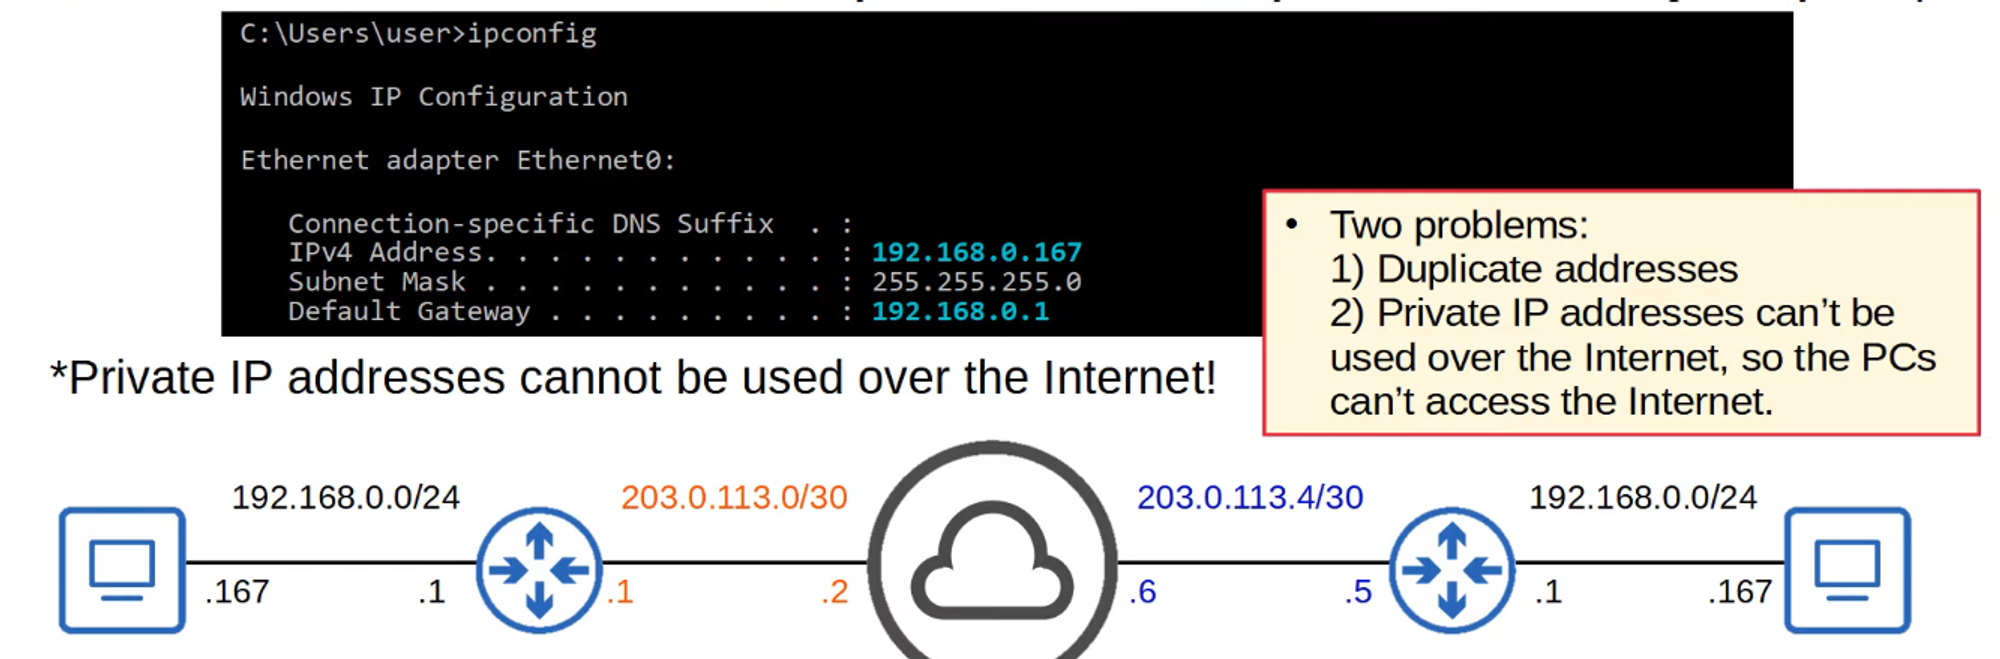 C:\Users\user>ipconfig
Windows IP Configuration
Ethernet adapter Ethernet0:
Connection-specific DNS Suffix  . :
IPv4 Address. . . . . . . . . . . : 192.168.0.167
Subnet Mask . . . . . . . . . . . : 255.255.255.0
Default Gateway . . . . . . . . . : 192.168.0.1
• Two problems:
1) Duplicate addresses
2) Private IP addresses can’t be
used over the Internet, so the PCs
can’t access the Internet.
*Private IP addresses cannot be used over the Internet!
192.168.0.0/24 203.0.113.0/30 203.0.113.4/30 192.168.0.0/24
.167 .1 .1 .2 .6 .5 .1 .167